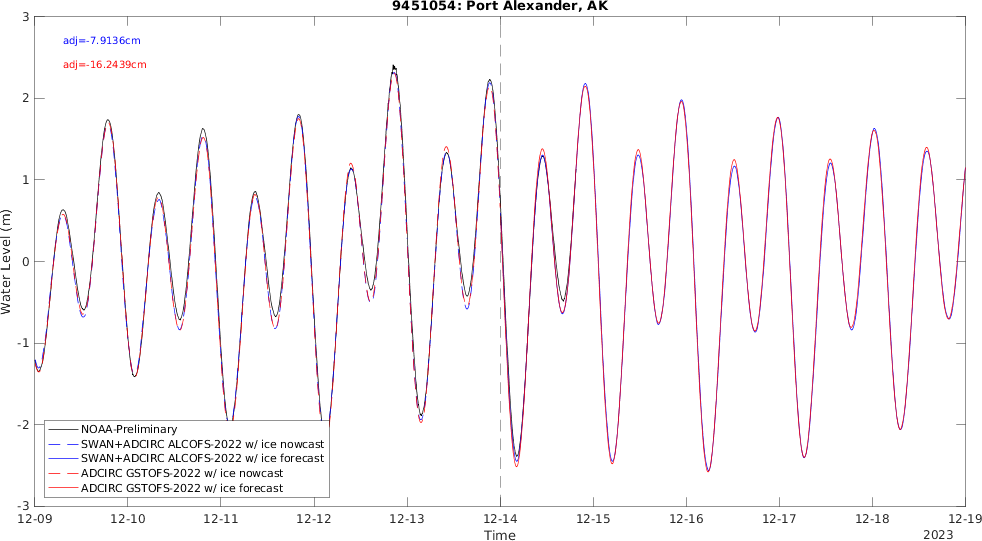 9451054: Port Alexander, AK
adj=-7.9136cm
adj=-16.2439cm
3
2
1
0
-1
-2
-3
Water Level (m)
NOAA-Preliminary
SWAN+ADCIRC ALCOFS-2022 w/ ice nowcast
SWAN+ADCIRC ALCOFS-2022 w/ ice forecast
ADCIRC GSTOFS-2022 w/ ice nowcast
ADCIRC GSTOFS-2022 w/ ice forecast
12-09 12-10 12-11 12-12 12-13 12-14 12-15 12-16 12-17 12-18 12-19
Time
2023